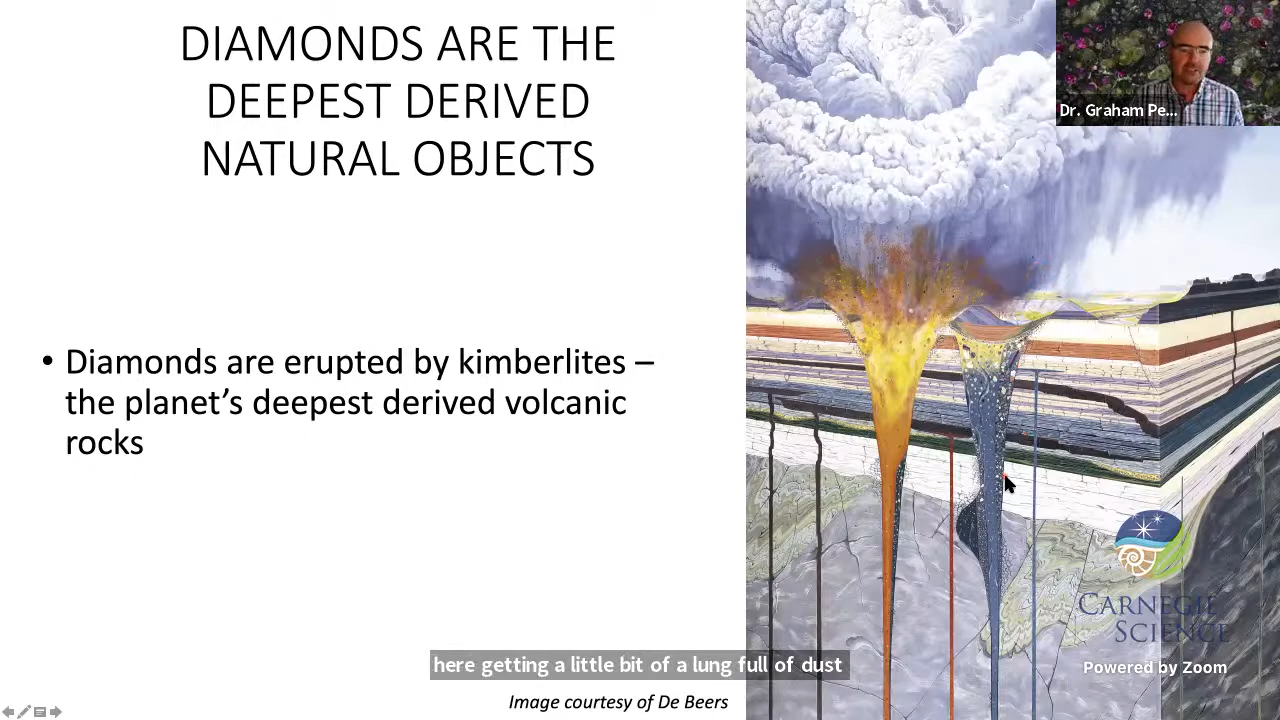 DIAMONDS ARE THE
DEEPEST DERIVED
NATURAL OBJECTS
Dr. Graham Pe...
• Diamonds are erupted by kimberlites –
the planet’s deepest derived volcanic
rocks
CARNEGIE
SCIENCE
here getting a little bit of a lung full of dust
Powered by Zoom
Image courtesy of De Beers